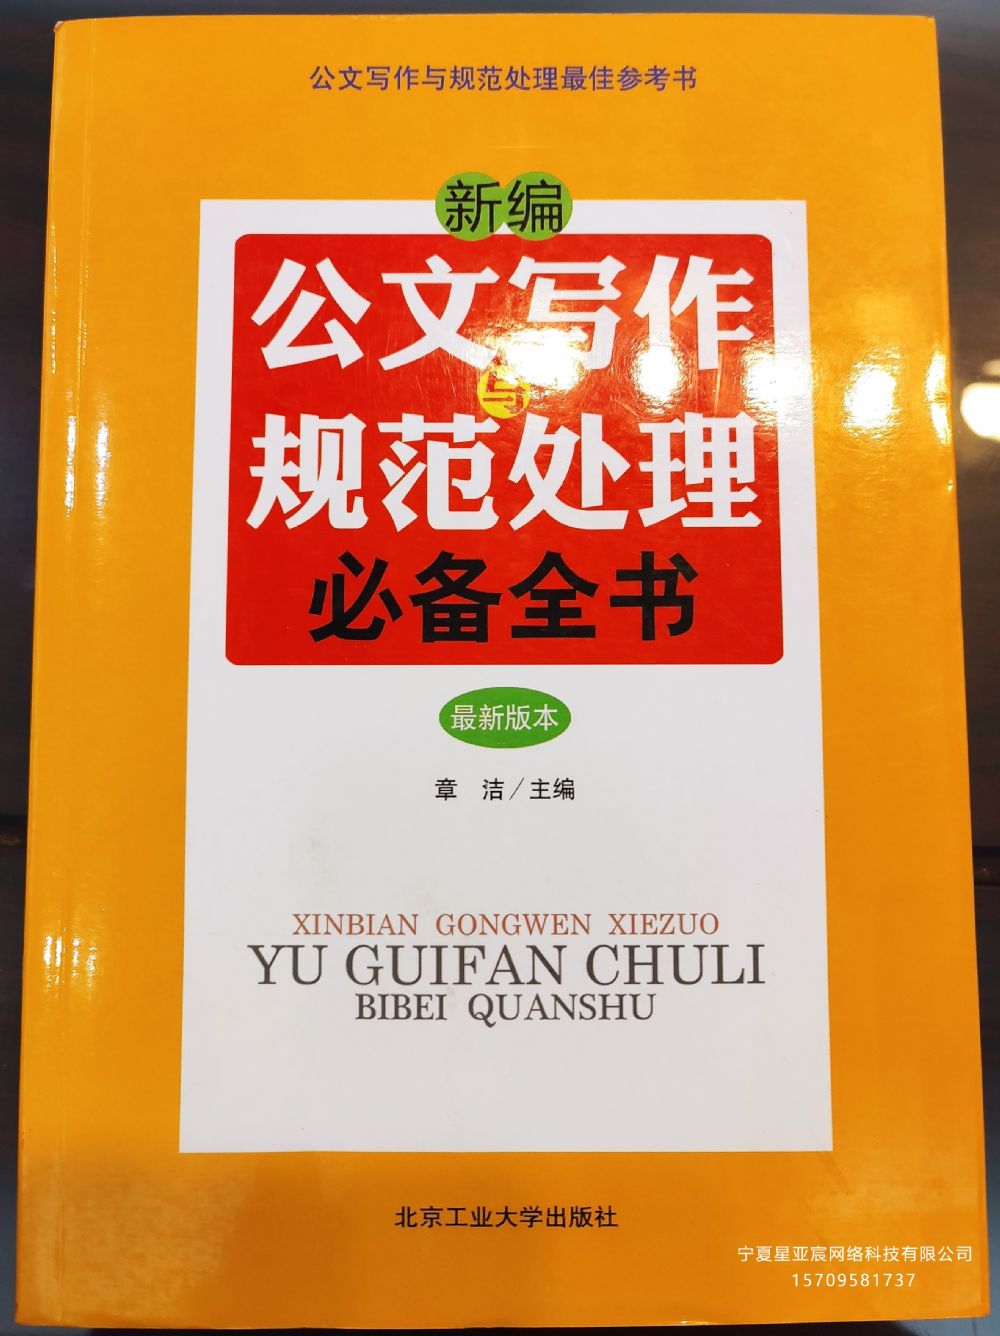 公文写作与规范处理最佳参考书
新编
公文写作
与
规范处理
必备全书
最新版本
章 洁/主编
XINBIAN GONGWEN XIEZUO
YU GUIFAN CHULI
BIBEI QUANSHU
北京工业大学出版社
宁夏星亚宸网络科技有限公司
15709581737